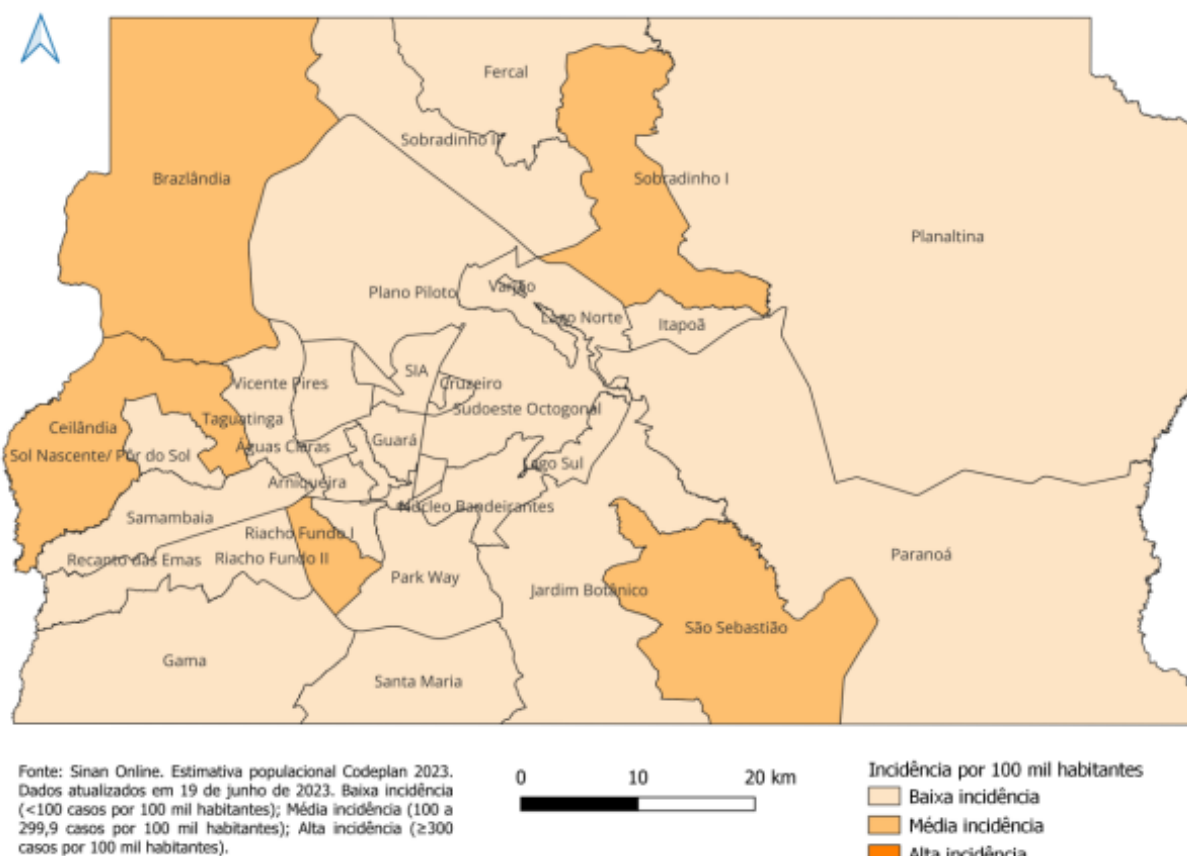 Fercal
Sobradinho II
Brazlândia
Sobradinho I
Planaltina
Plano Piloto
Varjão
Lago Norte
Itapoã
SIA
Vicente Pires
Cruzeiro
Sudoeste Octogonal
Ceilândia
Taguatinga
Guará
Águas Claras
Sol Nascente/ Pôr do Sol
Lago Sul
Arniqueira
Núcleo Bandeirantes
Samambaia
Riacho Fundo I
Recanto das Emas
Riacho Fundo II
Paranoá
Park Way
Jardim Botânico
São Sebastião
Gama
Santa Maria
Fonte: Sinan Online. Estimativa populacional Codeplan 2023.
Dados atualizados em 19 de junho de 2023. Baixa incidência
(<100 casos por 100 mil habitantes); Média incidência (100 a
299,9 casos por 100 mil habitantes); Alta incidência (≥300
casos por 100 mil habitantes).
0 10 20 km
Incidência por 100 mil habitantes
Baixa incidência
Média incidência
Alta incidência